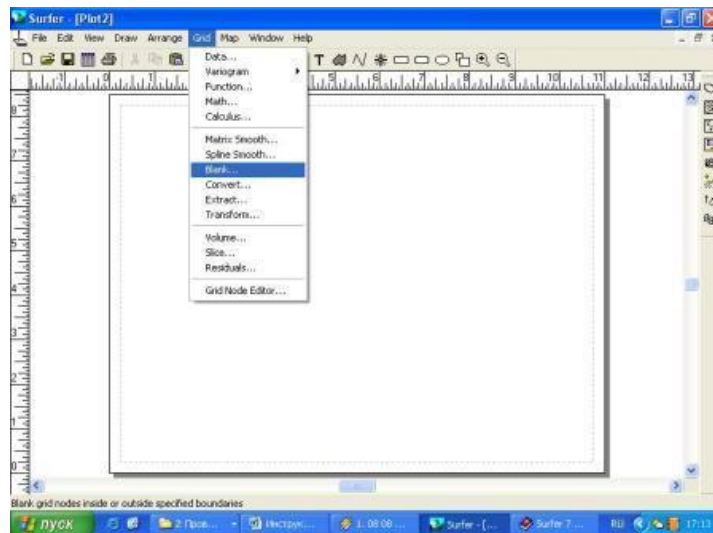 Surfer - [Plot2]
File Edit View Draw Arrange Grid Map Window Help
Data...
Variogram
Function...
Math...
Calculus...
Matrix Smooth...
Spline Smooth...
Blank...
Convert...
Extract...
Transform...
Volume...
Slice...
Residuals...
Grid Node Editor...
Blank grid nodes inside or outside specified boundaries
пуск 2 Surfer - [... Surfer 7 ... RU 17:13